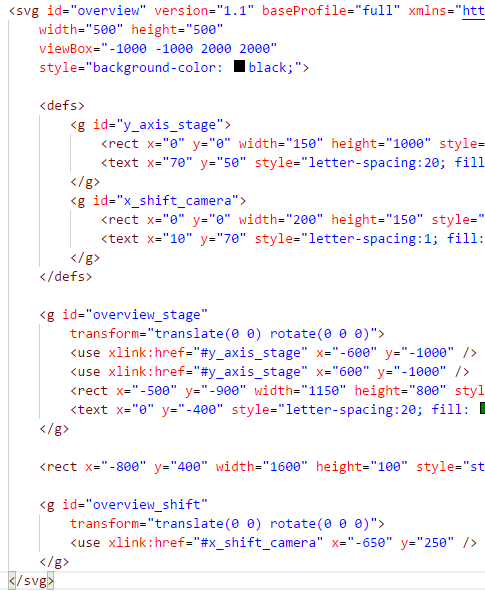 <svg id="overview" version="1.1" baseProfile="full" xmlns="htt
width="500" height="500"
viewBox="-1000 -1000 2000 2000"
style="background-color: black;">
<defs>
<g id="y_axis_stage">
<rect x="0" y="0" width="150" height="1000" style=
<text x="70" y="50" style="letter-spacing:20; fill
</g>
<g id="x_shift_camera">
<rect x="0" y="0" width="200" height="150" style="
<text x="10" y="70" style="letter-spacing:1; fill:
</g>
</defs>
<g id="overview_stage"
transform="translate(0 0) rotate(0 0 0)">
<use xlink:href="#y_axis_stage" x="-600" y="-1000" />
<use xlink:href="#y_axis_stage" x="600" y="-1000" />
<rect x="-500" y="-900" width="1150" height="800" styl
<text x="0" y="-400" style="letter-spacing:20; fill:
</g>
<rect x="-800" y="400" width="1600" height="100" style="st
<g id="overview_shift"
transform="translate(0 0) rotate(0 0 0)">
<use xlink:href="#x_shift_camera" x="-650" y="250" />
</g>
</svg>